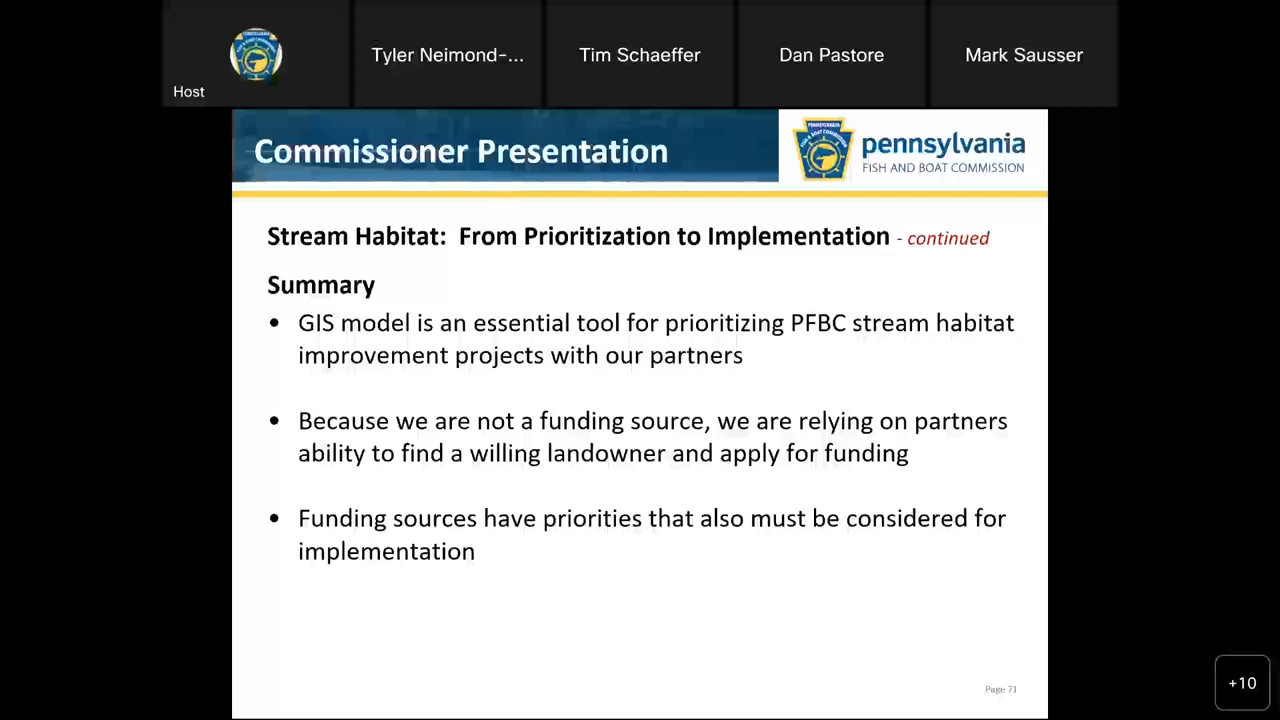 Host
Tyler Neimond-...
Tim Schaeffer
Dan Pastore
Mark Sausser
Commissioner Presentation
pennsylvania
FISH AND BOAT COMMISSION
Stream Habitat: From Prioritization to Implementation - continued
Summary
• GIS model is an essential tool for prioritizing PFBC stream habitat
improvement projects with our partners
• Because we are not a funding source, we are relying on partners
ability to find a willing landowner and apply for funding
• Funding sources have priorities that also must be considered for
implementation
Page 71
+10